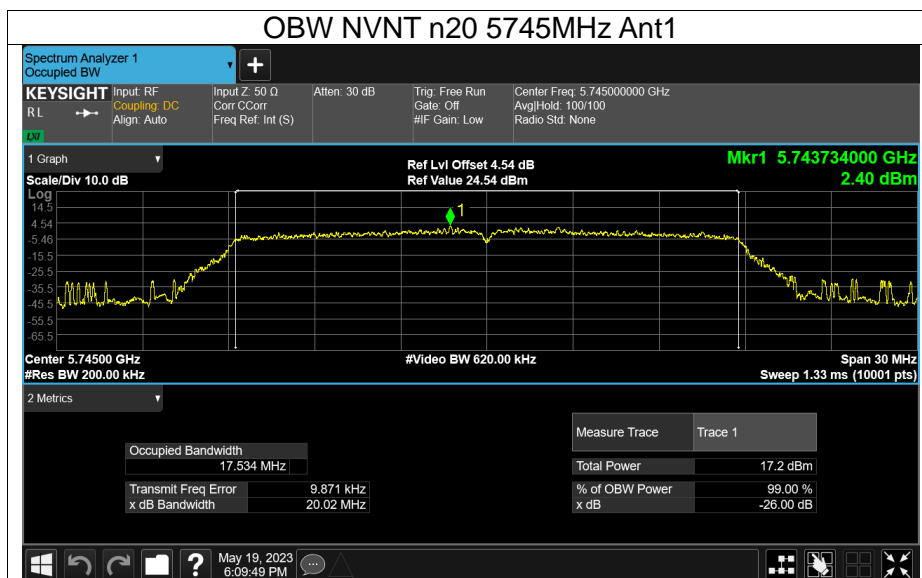 OBW NVNT n20 5745MHz Ant1
Spectrum Analyzer 1
Occupied BW
+
KEYSIGHT Input: RF Input Z: 50 Ω Atten: 30 dB Trig: Free Run Center Freq: 5.745000000 GHz
R L Coupling: DC Corr CCorr Gate: Off Avg|Hold: 100/100
Align: Auto Freq Ref: Int (S) #IF Gain: Low Radio Std: None
LXI
1 Graph Ref Lvl Offset 4.54 dB Mkr1 5.743734000 GHz
Scale/Div 10.0 dB Ref Value 24.54 dBm 2.40 dBm
Log
14.5
1
4.54
-5.46
-15.5
-25.5
-35.5
-45.5
-55.5
-65.5
Center 5.74500 GHz #Video BW 620.00 kHz Span 30 MHz
#Res BW 200.00 kHz Sweep 1.33 ms (10001 pts)
2 Metrics
Measure Trace Trace 1
Occupied Bandwidth
17.534 MHz Total Power 17.2 dBm
Transmit Freq Error 9.871 kHz % of OBW Power 99.00 %
x dB Bandwidth 20.02 MHz x dB -26.00 dB
? May 19, 2023
6:09:49 PM